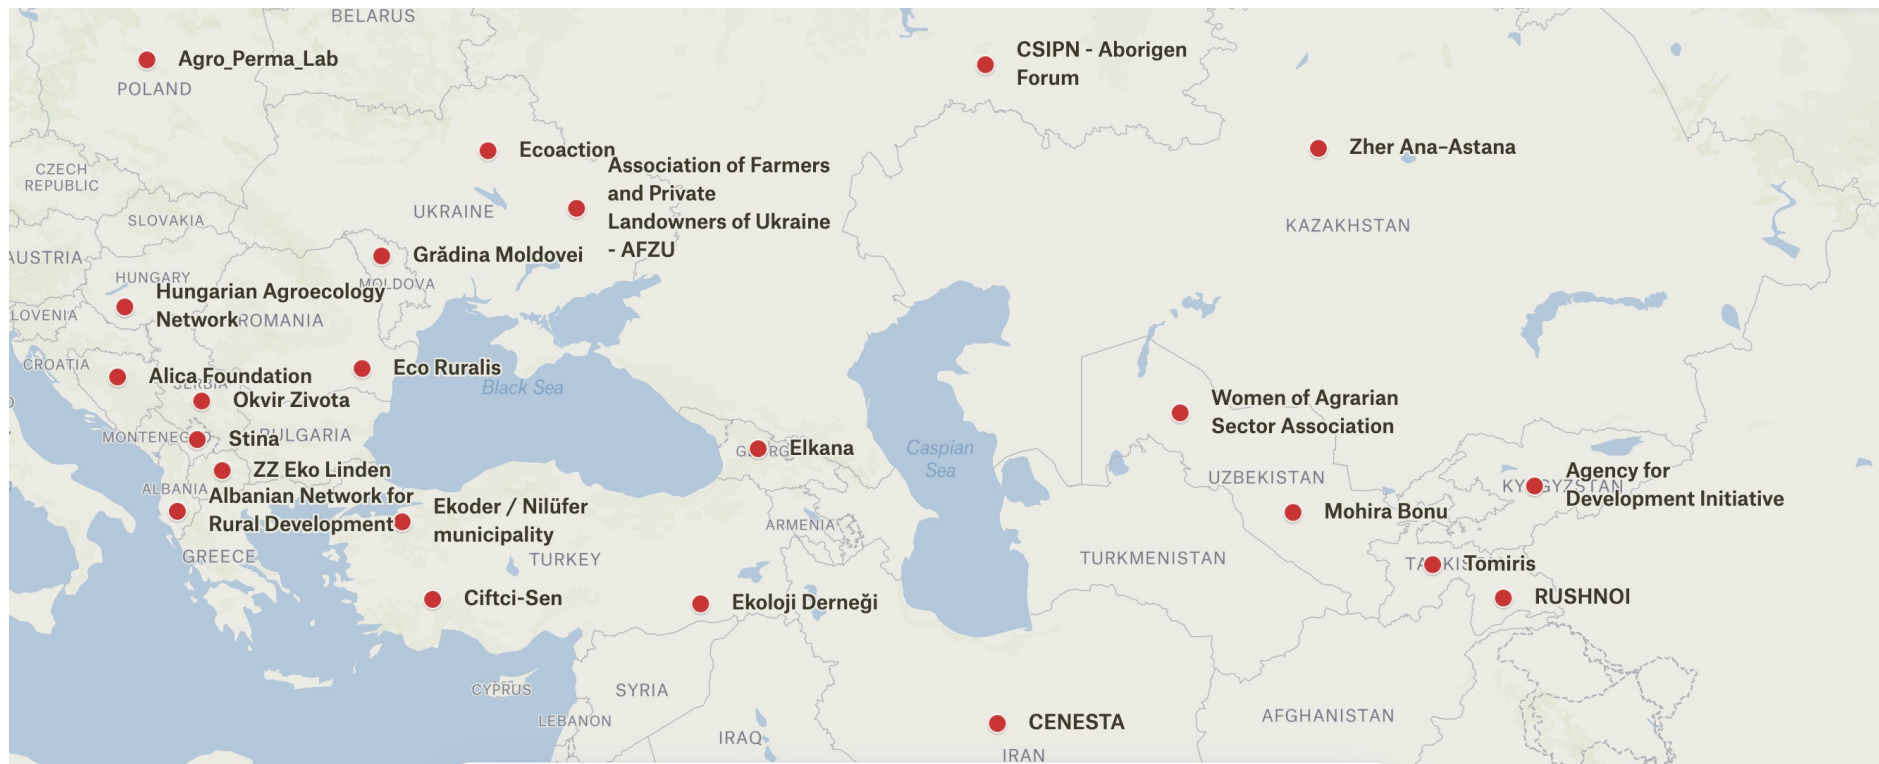 BELARUS
Agro_Perma_Lab
POLAND
CSIPN - Aborigen
Forum
Ecoaction
Zher Ana-Astana
CZECH
REPUBLIC
Association of Farmers
and Private
Landowners of Ukraine
- AFZU
UKRAINE
SLOVAKIA
KAZAKHSTAN
AUSTRIA
Grădina Moldovei
HUNGARY
MOLDOVA
Hungarian Agroecology
Network
LOVENIA
ROMANIA
CROATIA
Eco Ruralis
Alica Foundation
SERBIA
Black Sea
Okvir Zivota
Women of Agrarian
Sector Association
MONTENEGRO
Stina
BULGARIA
Elkana
Caspian
Sea
ZZ Eko Linden
UZBEKISTAN
Agency for
Development Initiative
KYRGYZSTAN
ALBANIA
Albanian Network for
Rural Development
Ekoder / Nilüfer
municipality
Mohira Bonu
ARMENIA
GREECE
TURKEY
TURKMENISTAN
Tomiris
Ciftci-Sen
Ekoloji Derneği
RUSHNOI
CYPRUS
SYRIA
LEBANON
CENESTA
AFGHANISTAN
IRAQ
IRAN